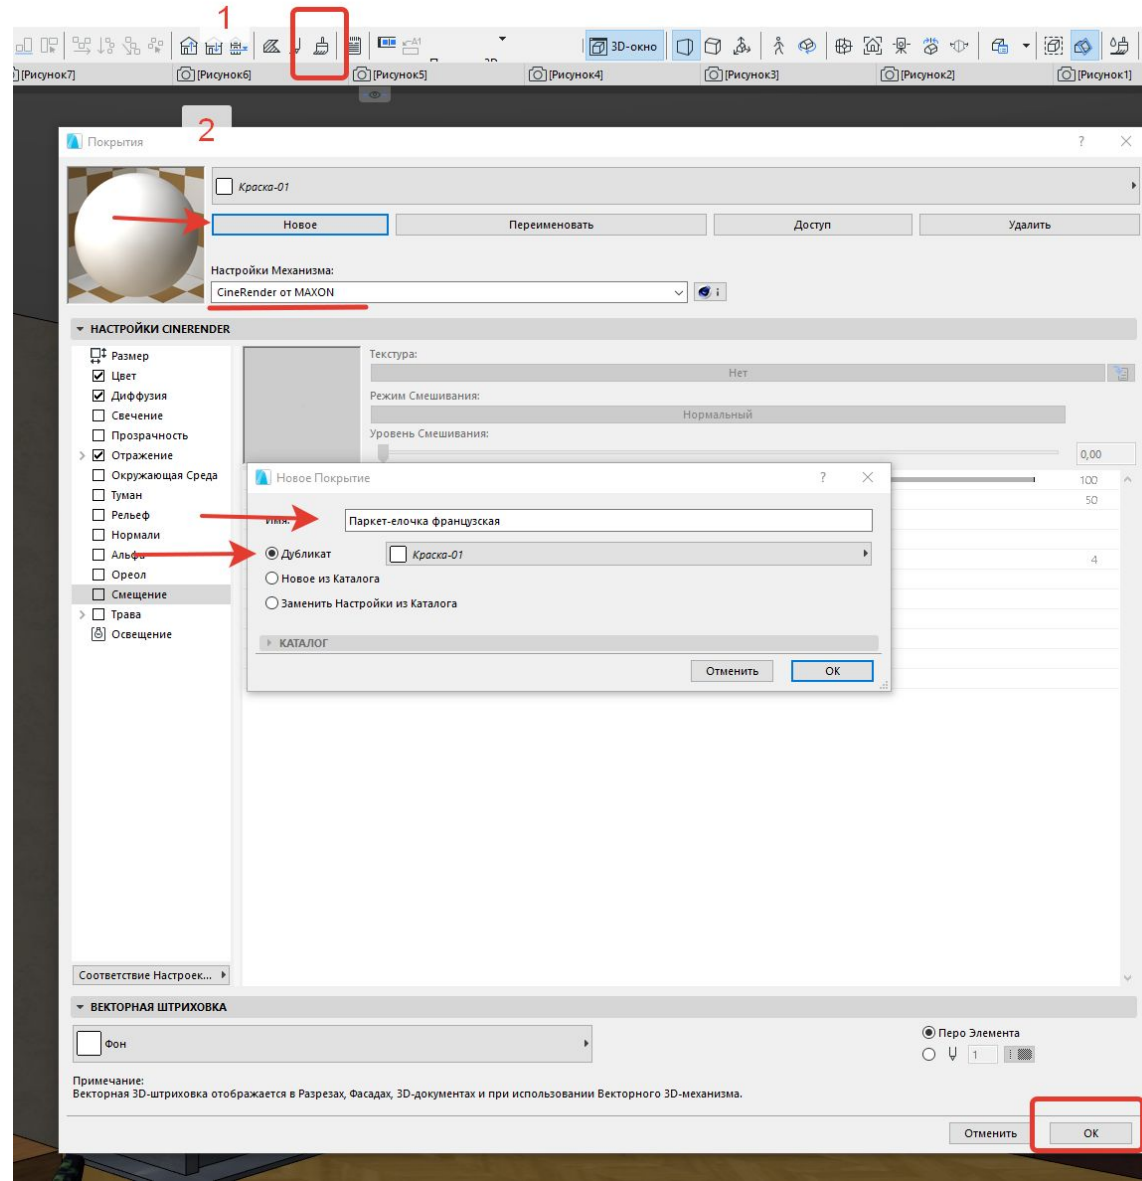 1
A1
3D-окно
[Рисунок7]
[Рисунок6]
[Рисунок5]
[Рисунок4]
[Рисунок3]
[Рисунок2]
[Рисунок1]
2
Покрытия
?
Краска-01
Новое
Переименовать
Доступ
Удалить
Настройки Механизма:
CineRender от MAXON
i
НАСТРОЙКИ CINERENDER
Размер
Цвет
Диффузия
Свечение
Прозрачность
Отражение
Окружающая Среда
Туман
Рельеф
Нормали
Альфа
Ореол
Смещение
Трава
Освещение
Текстура:
Нет
Режим Смешивания:
Нормальный
Уровень Смешивания:
0,00
100
50
4
Новое Покрытие
?
Имя:
Паркет-елочка французская
Дубликат
Краска-01
Новое из Каталога
Заменить Настройки из Каталога
КАТАЛОГ
Отменить
OK
Соответствие Настроек...
ВЕКТОРНАЯ ШТРИХОВКА
Фон
Перо Элемента
1
Примечание:
Векторная 3D-штриховка отображается в Разрезах, Фасадах, 3D-документах и при использовании Векторного 3D-механизма.
Отменить
OK